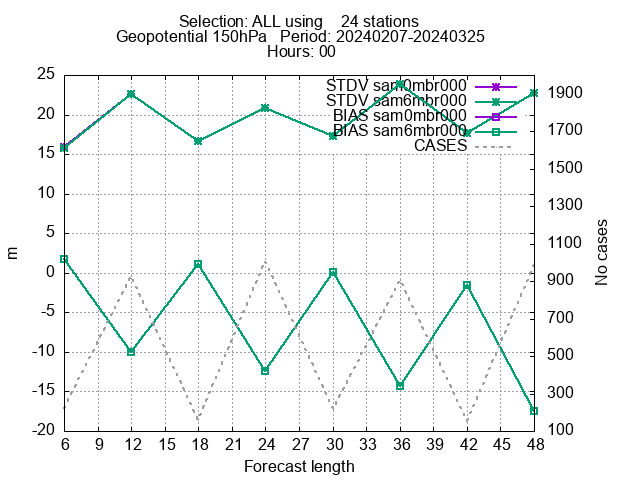 Selection: ALL using    24 stations
Geopotential 150hPa   Period: 20240207-20240325
Hours: 00
STDV sam0mbr000
STDV sam6mbr000
BIAS sam0mbr000
BIAS sam6mbr000
CASES
25
20
15
10
5
0
-5
-10
-15
-20
m
1900
1700
1500
1300
1100
900
700
500
300
100
No cases
6 9 12 15 18 21 24 27 30 33 36 39 42 45 48
Forecast length